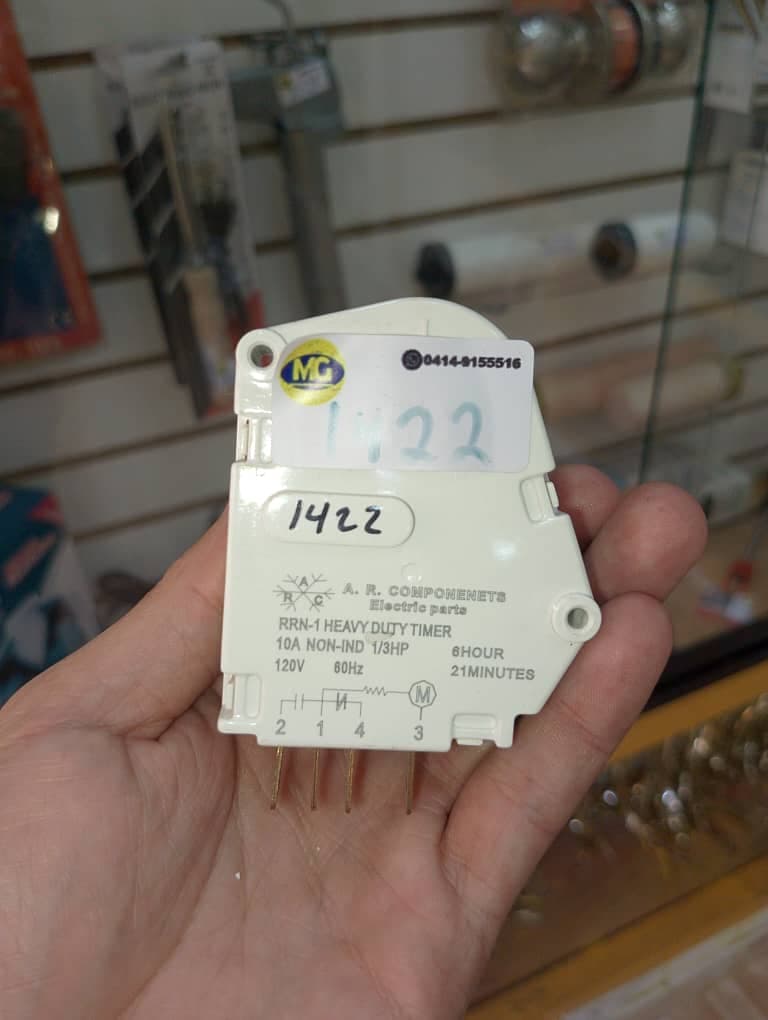 MG 0414-9155516
1422
1422
A R C
A. R. COMPONENETS
Electric parts
RRN-1 HEAVY DUTY TIMER
10A NON-IND 1/3HP 6HOUR
120V 60Hz 21MINUTES
M
2 1 4 3